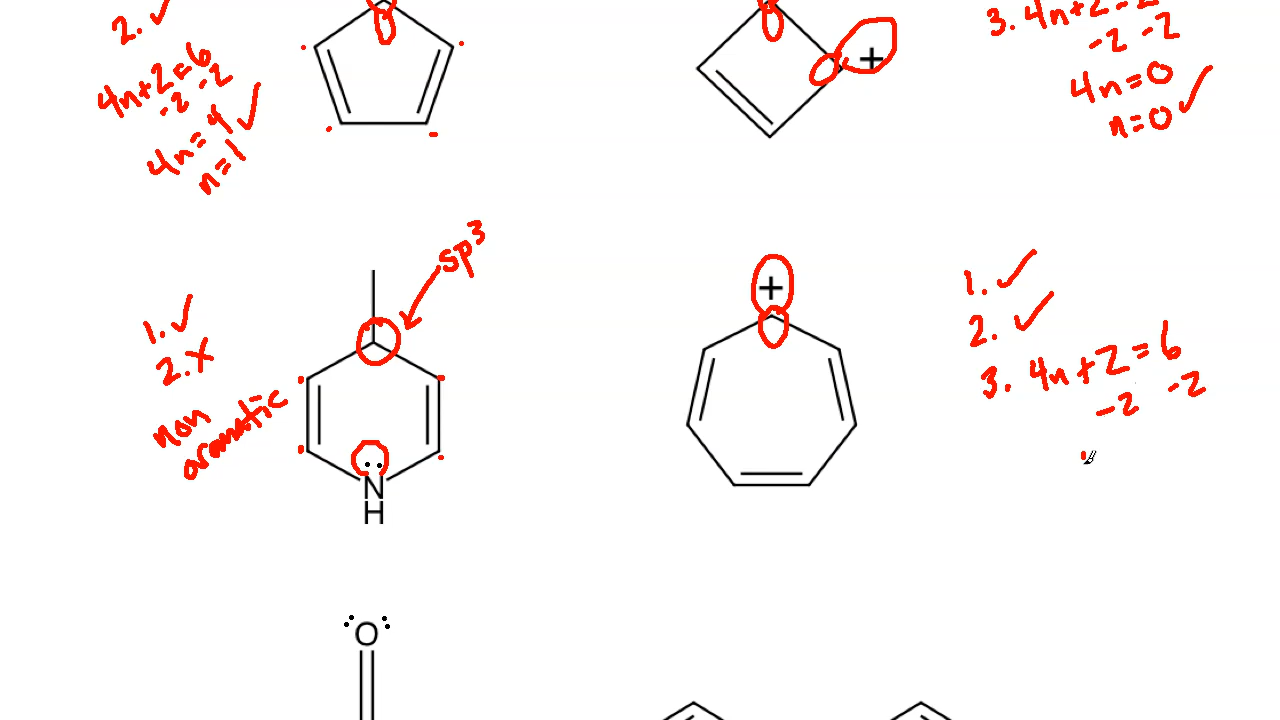 2. ✓
4n+2=6
-2 -2
4n=4 ✓
n=1
+
3. 4n+2=2
-2 -2
4n=0
n=0 ✓
sp³
1. ✓
2. X
non
aromatic
N
H
+
1. ✓
2. ✓
3. 4n+2=6
-2 -2
O